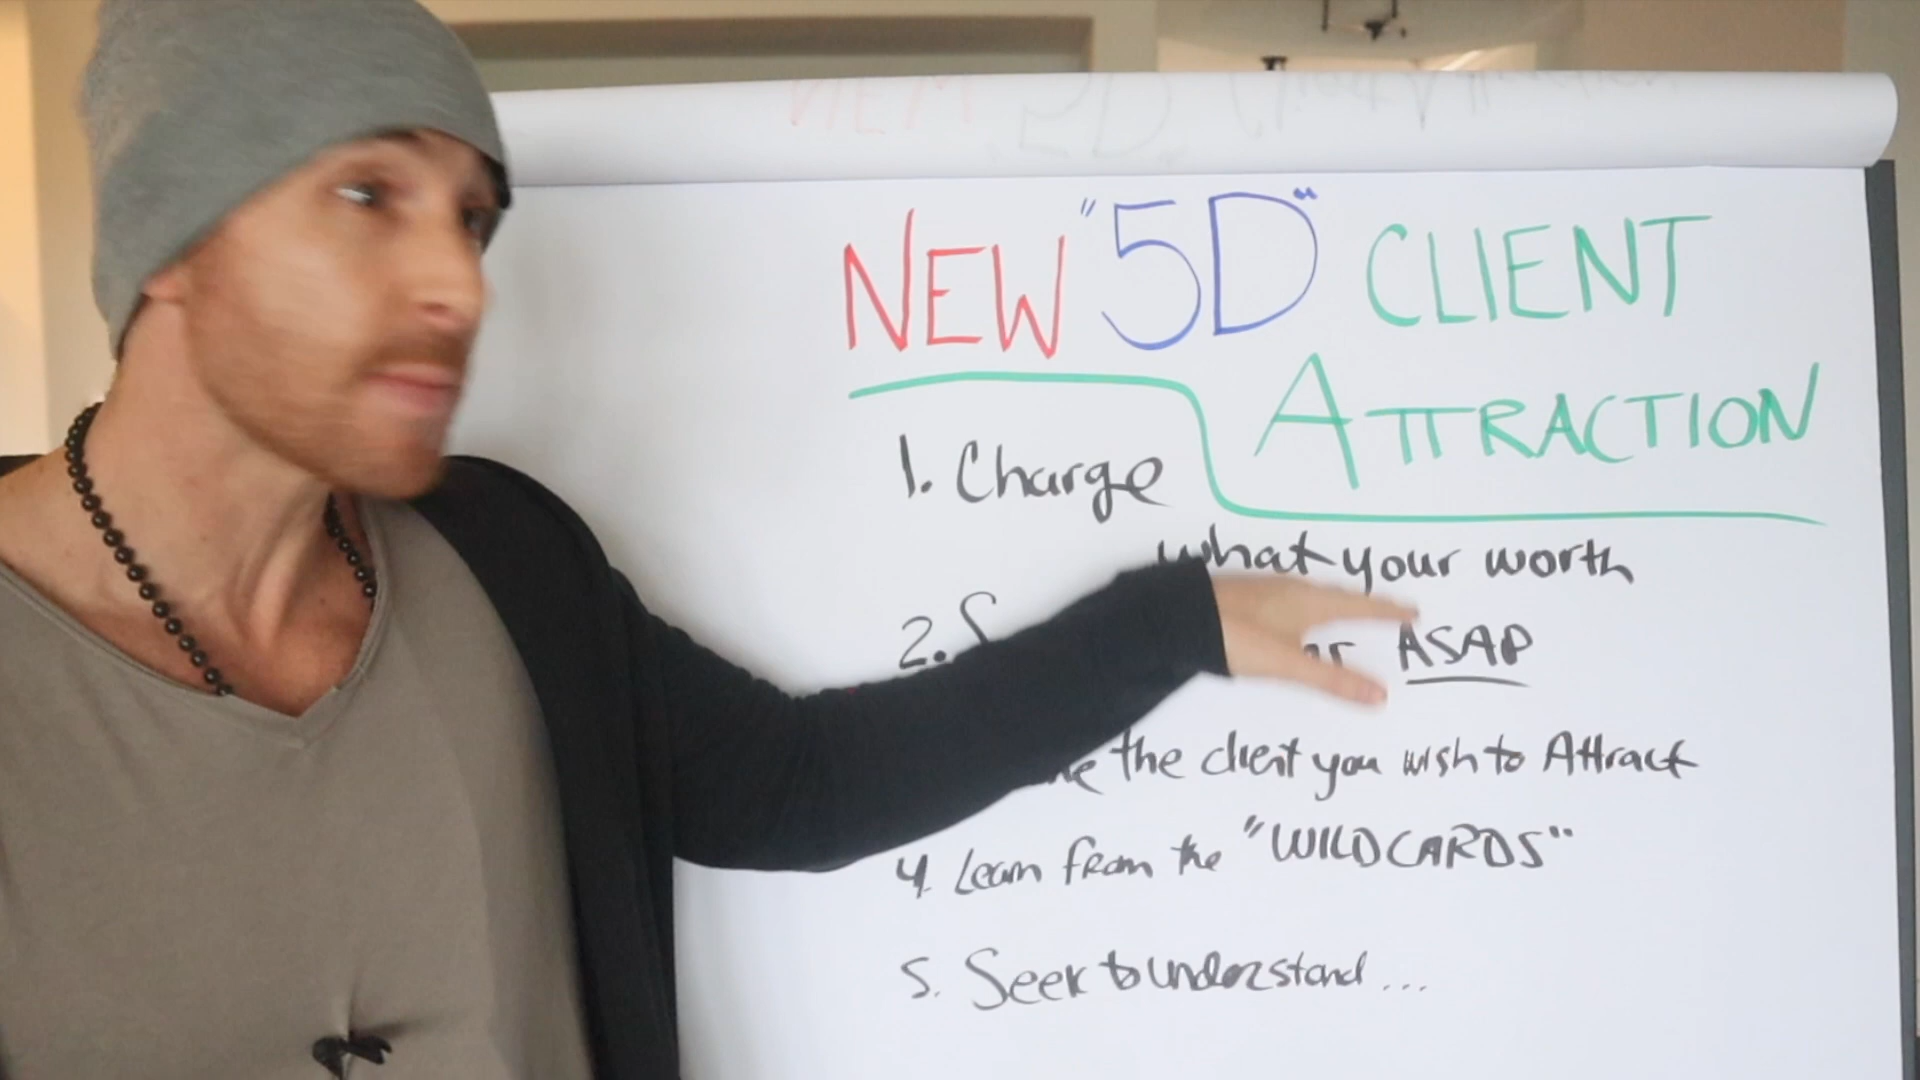 NEW "5D" CLIENT
ATTRACTION
1. Charge
what your worth
2. ASAP
the client you wish to Attract
4. Learn from the "WILDCARDS"
5. Seek to understand...